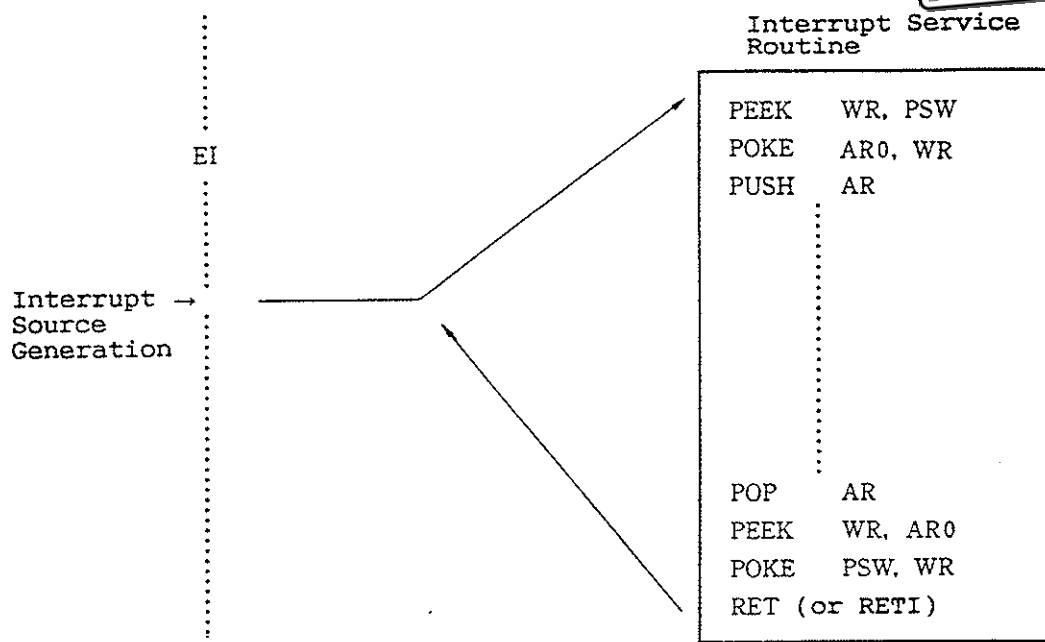 Interrupt Service
Routine
PEEK WR, PSW
POKE AR0, WR
PUSH AR
EI
Interrupt →
Source
Generation
POP AR
PEEK WR, AR0
POKE PSW, WR
RET (or RETI)